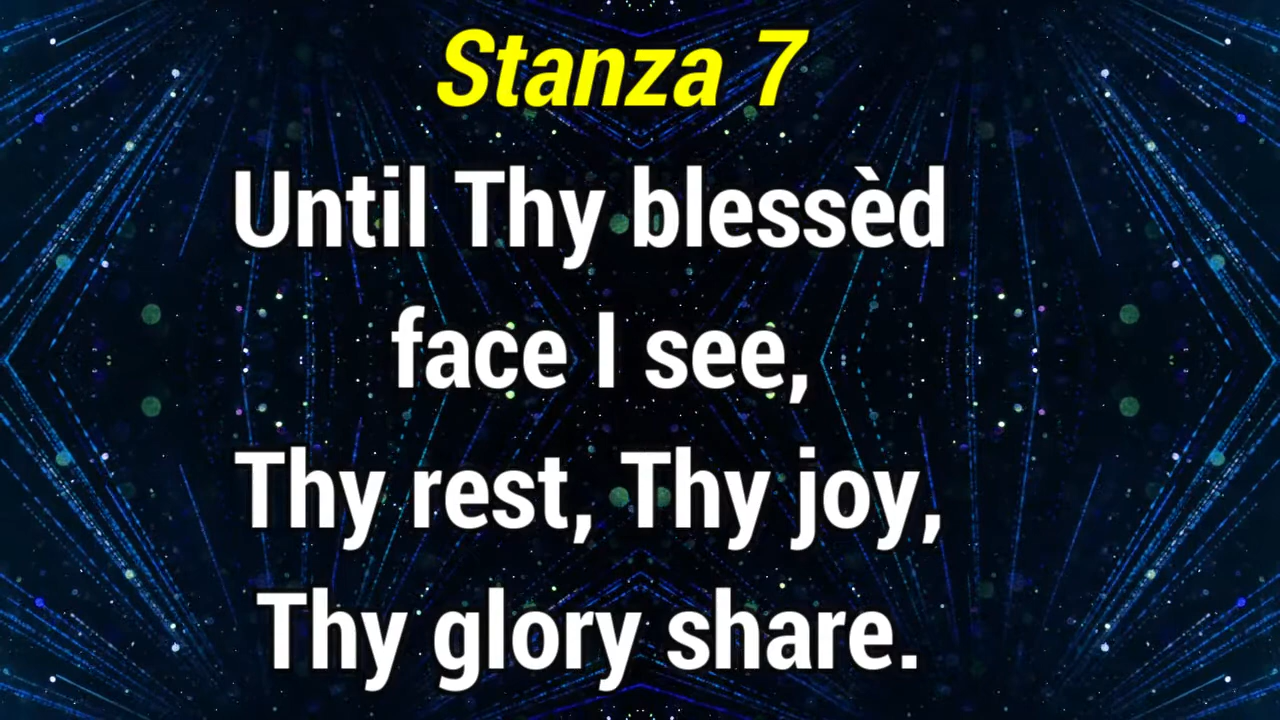 Stanza 7
Until Thy blessèd
face I see,
Thy rest, Thy joy,
Thy glory share.